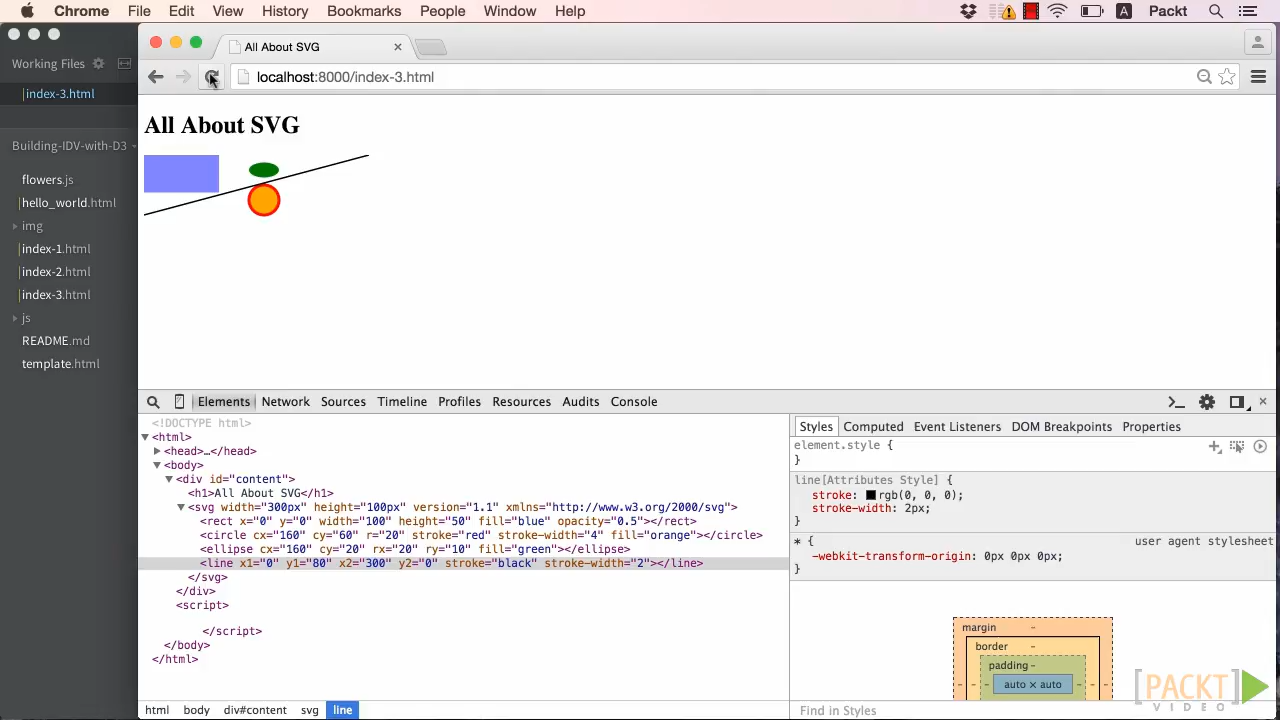 Chrome File Edit View History Bookmarks People Window Help A Packt
Working Files
All About SVG
localhost:8000/index-3.html
index-3.html
Building-IDV-with-D3
flowers.js
hello_world.html
img
index-1.html
index-2.html
index-3.html
js
README.md
template.html
All About SVG
Elements Network Sources Timeline Profiles Resources Audits Console
<!DOCTYPE html>
<html>
<head>…</head>
<body>
<div id="content">
<h1>All About SVG</h1>
<svg width="300px" height="100px" version="1.1" xmlns="http://www.w3.org/2000/svg">
<rect x="0" y="0" width="100" height="50" fill="blue" opacity="0.5"></rect>
<circle cx="160" cy="60" r="20" stroke="red" stroke-width="4" fill="orange"></circle>
<ellipse cx="160" cy="20" rx="20" ry="10" fill="green"></ellipse>
<line x1="0" y1="80" x2="300" y2="0" stroke="black" stroke-width="2"></line>
</svg>
</div>
<script>
</script>
</body>
</html>
html body div#content svg line
Styles Computed Event Listeners DOM Breakpoints Properties
element.style {
}
line[Attributes Style] {
stroke: rgb(0, 0, 0);
stroke-width: 2px;
}
* { user agent stylesheet
-webkit-transform-origin: 0px 0px 0px;
}
margin -
border -
padding -
- - - auto × auto - - -
Find in Styles
[PACKT]
VIDEO